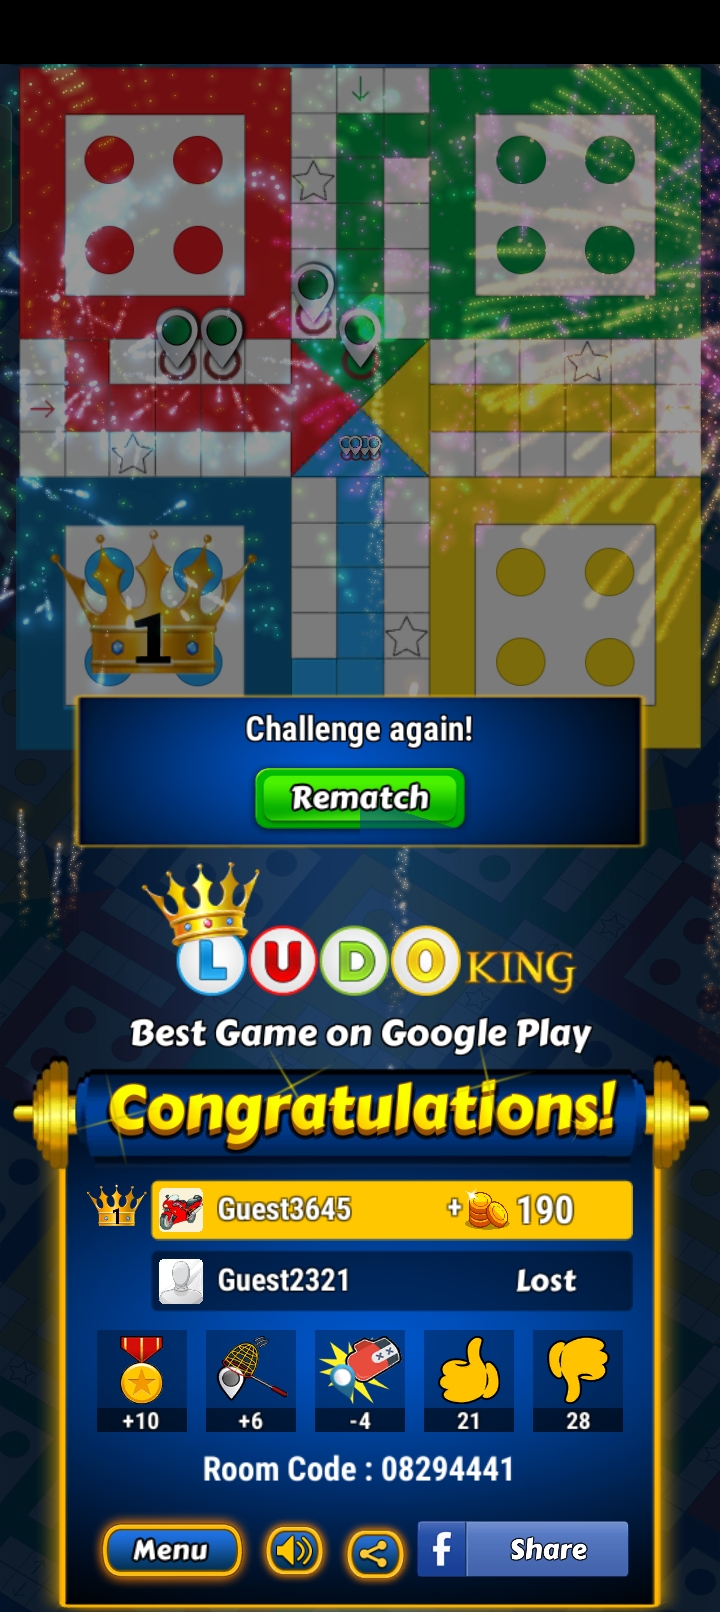 1
Challenge again!
Rematch
LUDO KING
Best Game on Google Play
Congratulations!
1 Guest3645 + 190
Guest2321 Lost
+10 +6 -4 21 28
Room Code : 08294441
Menu f Share